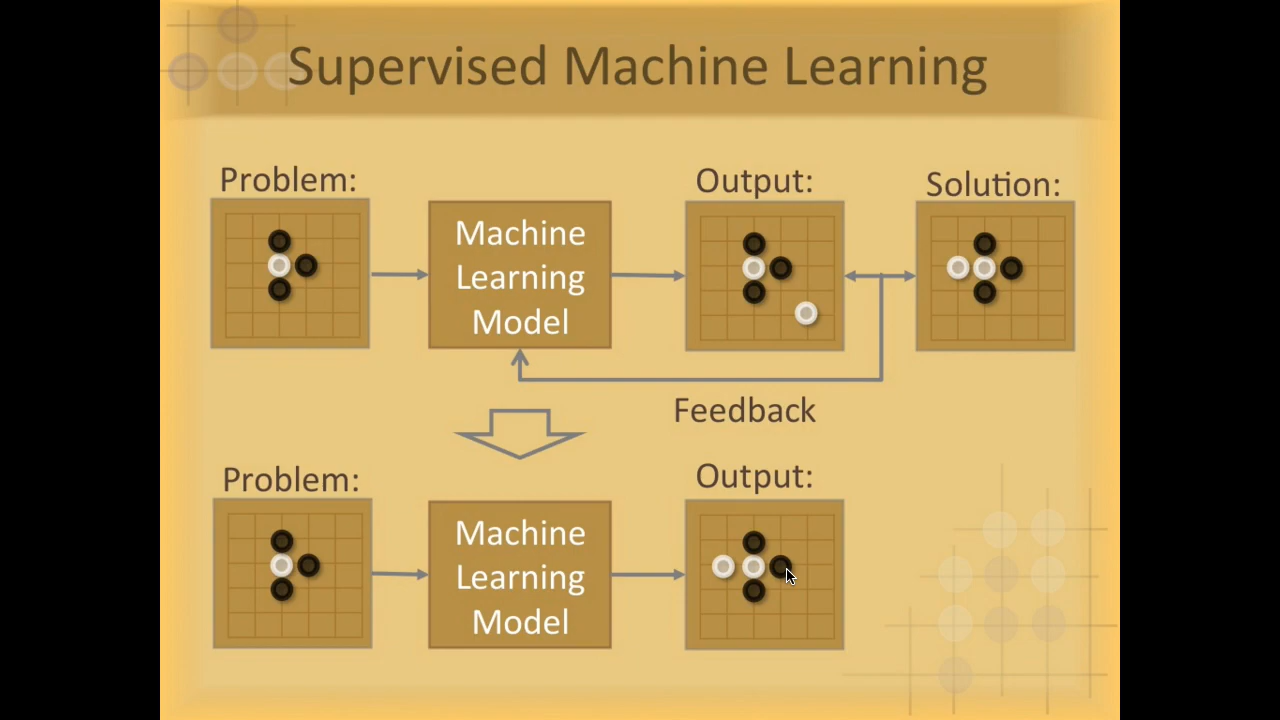 Supervised Machine Learning
Problem:
Output:
Solution:
Machine
Learning
Model
Feedback
Problem:
Output:
Machine
Learning
Model